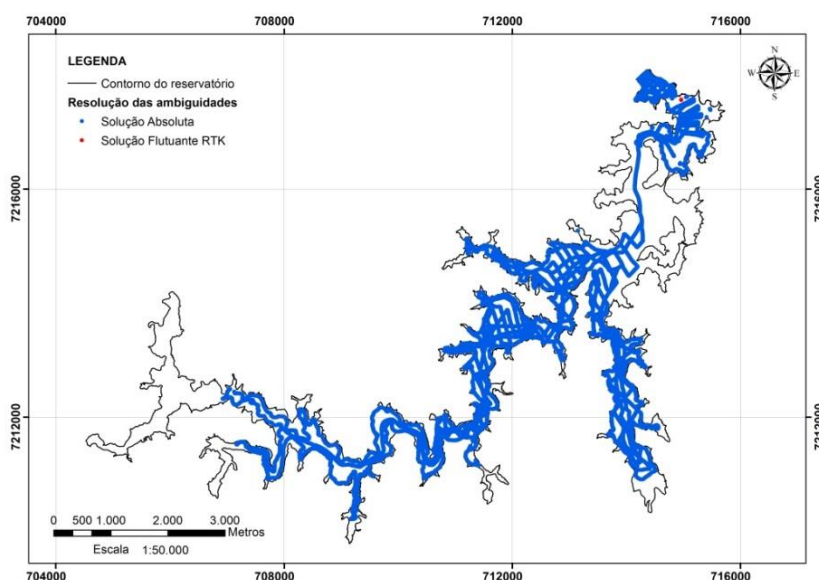 704000 708000 712000 716000
LEGENDA
Contorno do reservatório
Resolução das ambiguidades
Solução Absoluta
Solução Flutuante RTK
N
W E
S
7216000 7216000
7212000 7212000
0 500 1.000 2.000 3.000
Metros
Escala 1:50.000
704000 708000 712000 716000